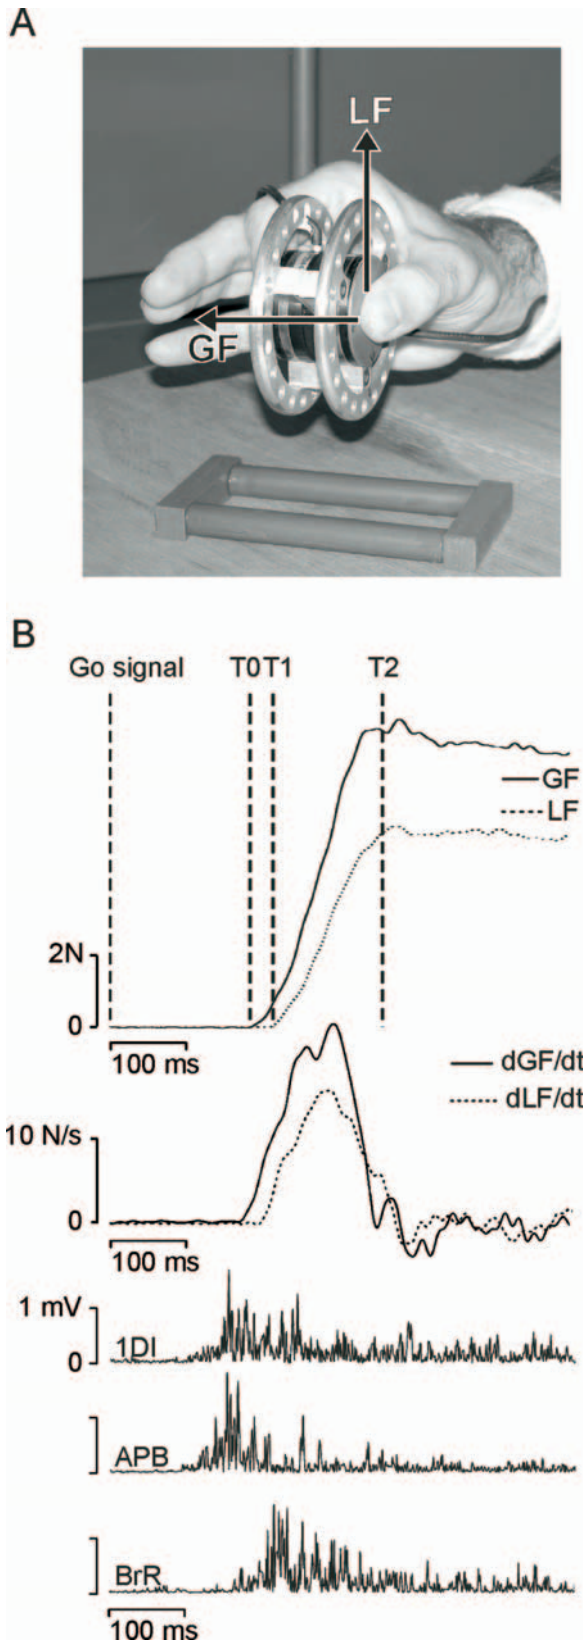 A
LF
GF
B
Go signal T0 T1 T2
GF
LF
2N
0
100 ms
dGF/dt
dLF/dt
10 N/s
0
100 ms
1 mV
1DI
0
APB
BrR
100 ms